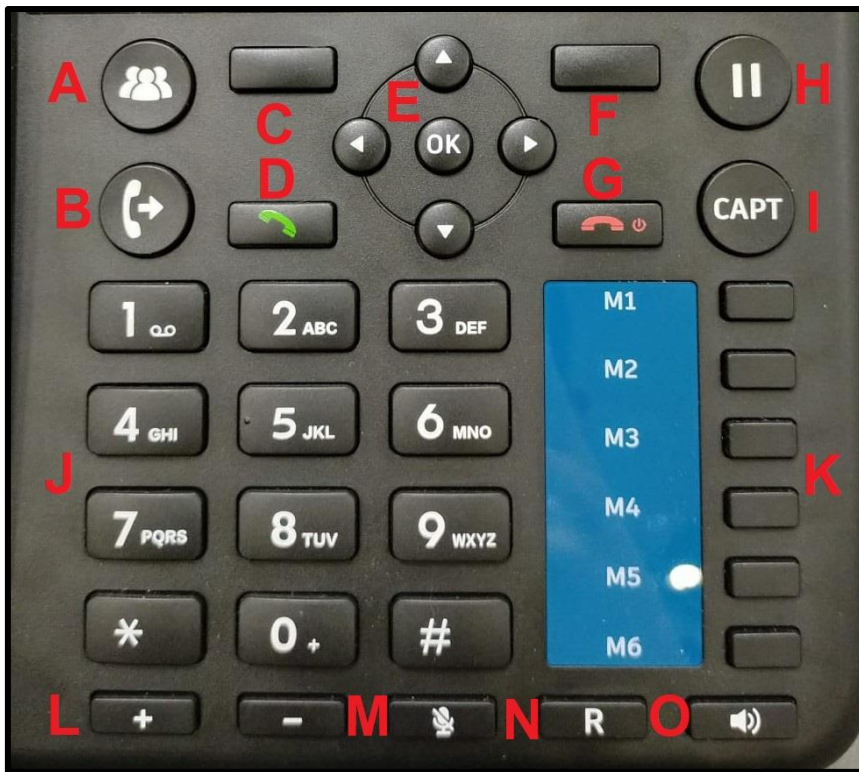 A
H
E
OK
C
F
D
G
B
CAPT
I
1
2 ABC
3 DEF
M1
M2
4 GHI
5 JKL
6 MNO
M3
J
K
7 PQRS
8 TUV
9 WXYZ
M4
M5
*
0 +
#
M6
L
+
-
M
N
R
O